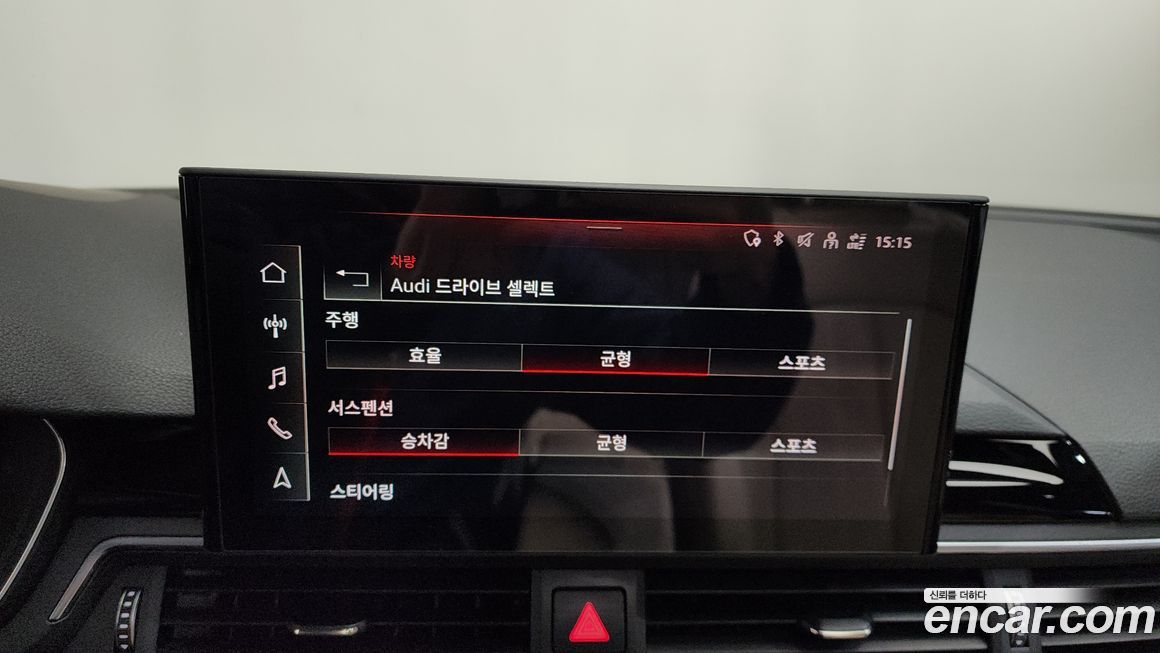 15:15
차량
Audi 드라이브 셀렉트
주행
효율 균형 스포츠
서스펜션
승차감 균형 스포츠
스티어링
신뢰를 더하다
encar.com